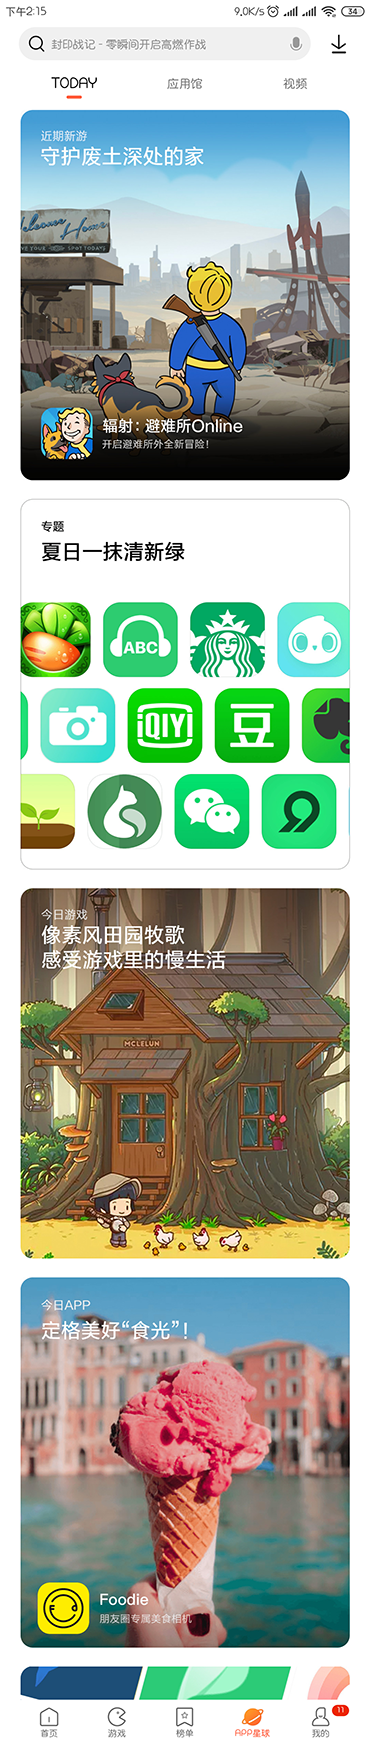 下午2:15
9.0K/s
34
封印战记 - 零瞬间开启高燃作战
TODAY
应用馆
视频
近期新游
守护废土深处的家
Welcome Home
辐射：避难所Online
开启避难所外全新冒险！
专题
夏日一抹清新绿
ABC
iQIYI
豆
今日游戏
像素风田园牧歌
感受游戏里的慢生活
MCLELUN
今日APP
定格美好“食光”！
Foodie
朋友圈专属美食相机
首页
游戏
榜单
APP星球
我的
11